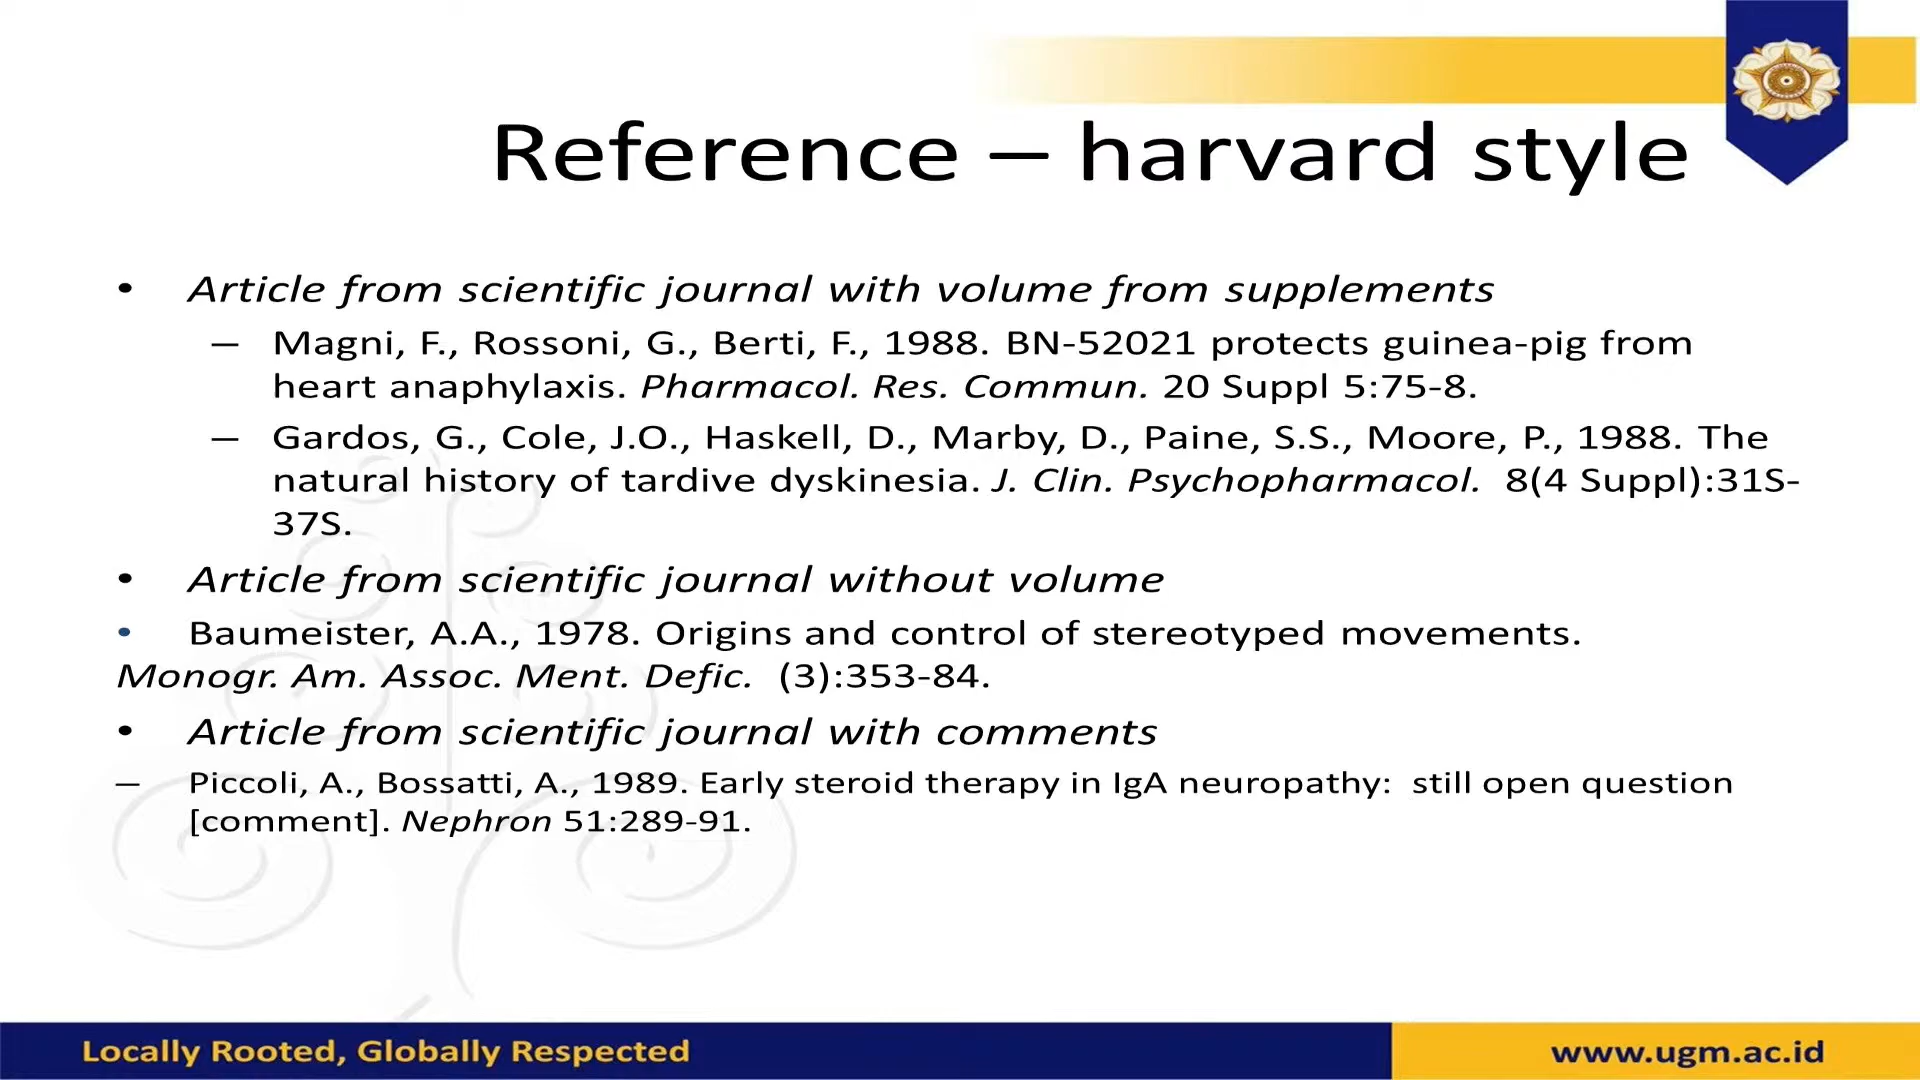 Reference – harvard style
• Article from scientific journal with volume from supplements
– Magni, F., Rossoni, G., Berti, F., 1988. BN-52021 protects guinea-pig from
heart anaphylaxis. Pharmacol. Res. Commun. 20 Suppl 5:75-8.
– Gardos, G., Cole, J.O., Haskell, D., Marby, D., Paine, S.S., Moore, P., 1988. The
natural history of tardive dyskinesia. J. Clin. Psychopharmacol. 8(4 Suppl):31S-
37S.
• Article from scientific journal without volume
• Baumeister, A.A., 1978. Origins and control of stereotyped movements.
Monogr. Am. Assoc. Ment. Defic. (3):353-84.
• Article from scientific journal with comments
– Piccoli, A., Bossatti, A., 1989. Early steroid therapy in IgA neuropathy: still open question
[comment]. Nephron 51:289-91.
Locally Rooted, Globally Respected
www.ugm.ac.id